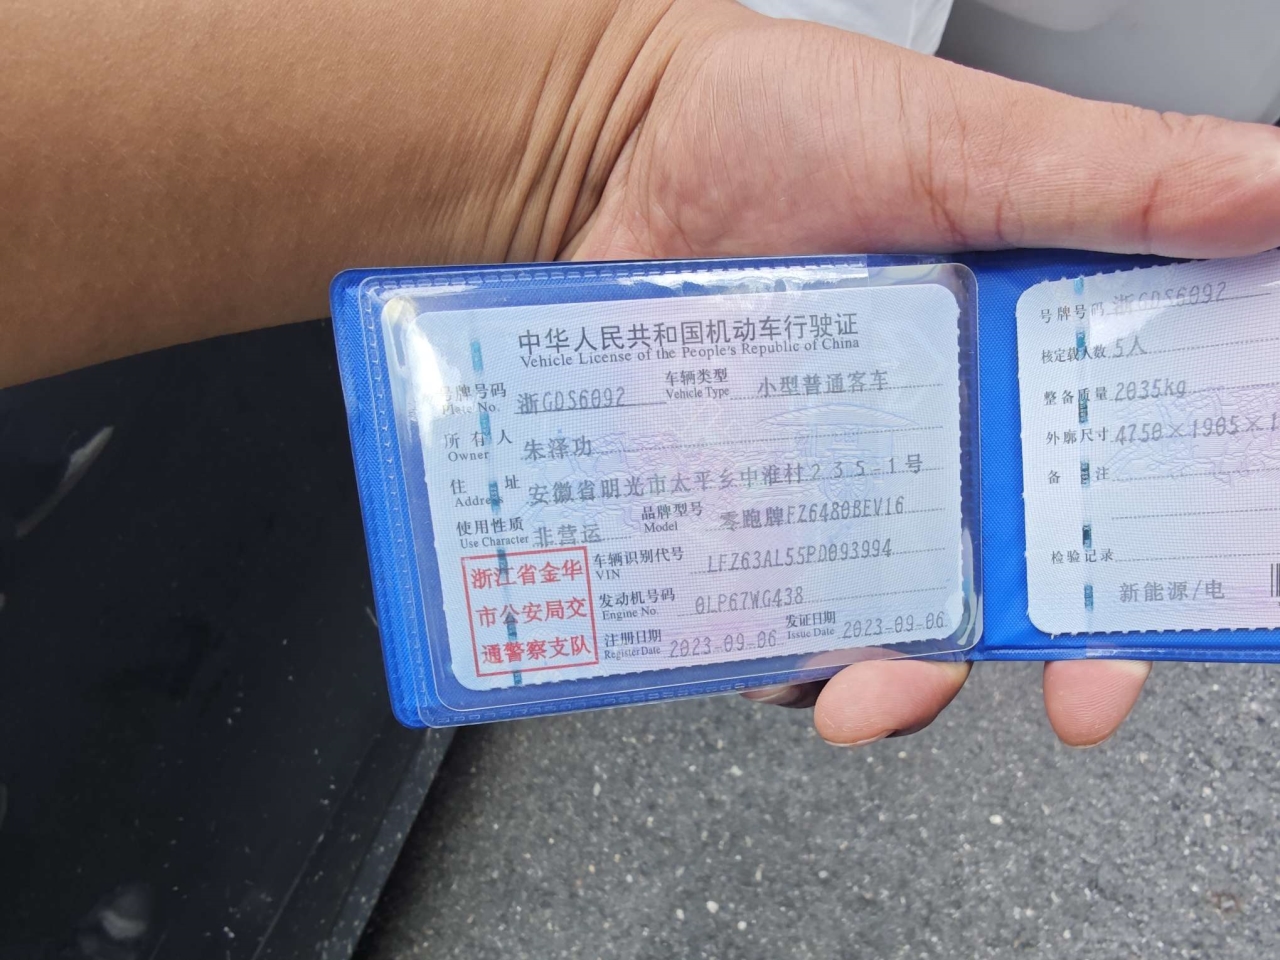 中华人民共和国机动车行驶证
Vehicle License of the People's Republic of China
号牌号码 浙GDS6092 车辆类型 小型普通客车
Plate No. Vehicle Type
所有人 朱泽功
Owner
住址 安徽省明光市太平乡中淮村235-1号
Address
使用性质 非营运 品牌型号 零跑牌FZ6480BEV16
Use Character Model
浙江省金华
市公安局交
通警察支队
车辆识别代号 LFZ63AL55PD093994
VIN
发动机号码 0LP67WG438
Engine No.
注册日期 2023-09-06 发证日期 2023-09-06
Register Date Issue Date
号牌号码 浙GDS6092
核定载人数 5人
整备质量 2035kg
外廓尺寸 4750×1905×1
备注
检验记录
新能源/电